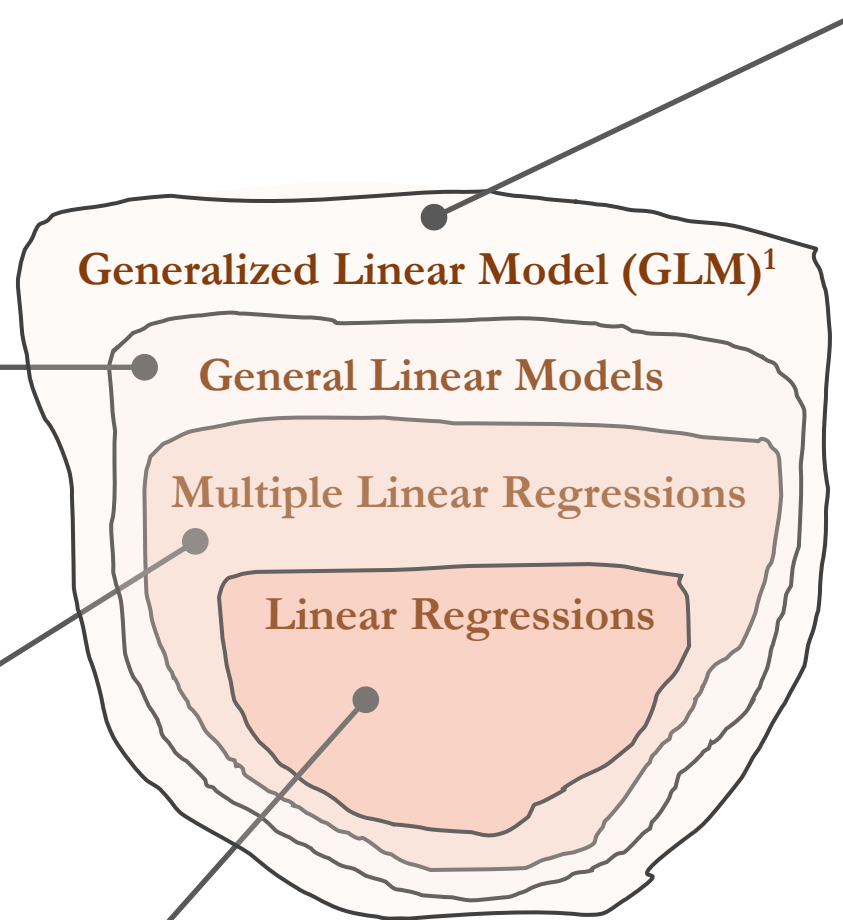 Generalized Linear Model (GLM)¹
General Linear Models
Multiple Linear Regressions
Linear Regressions